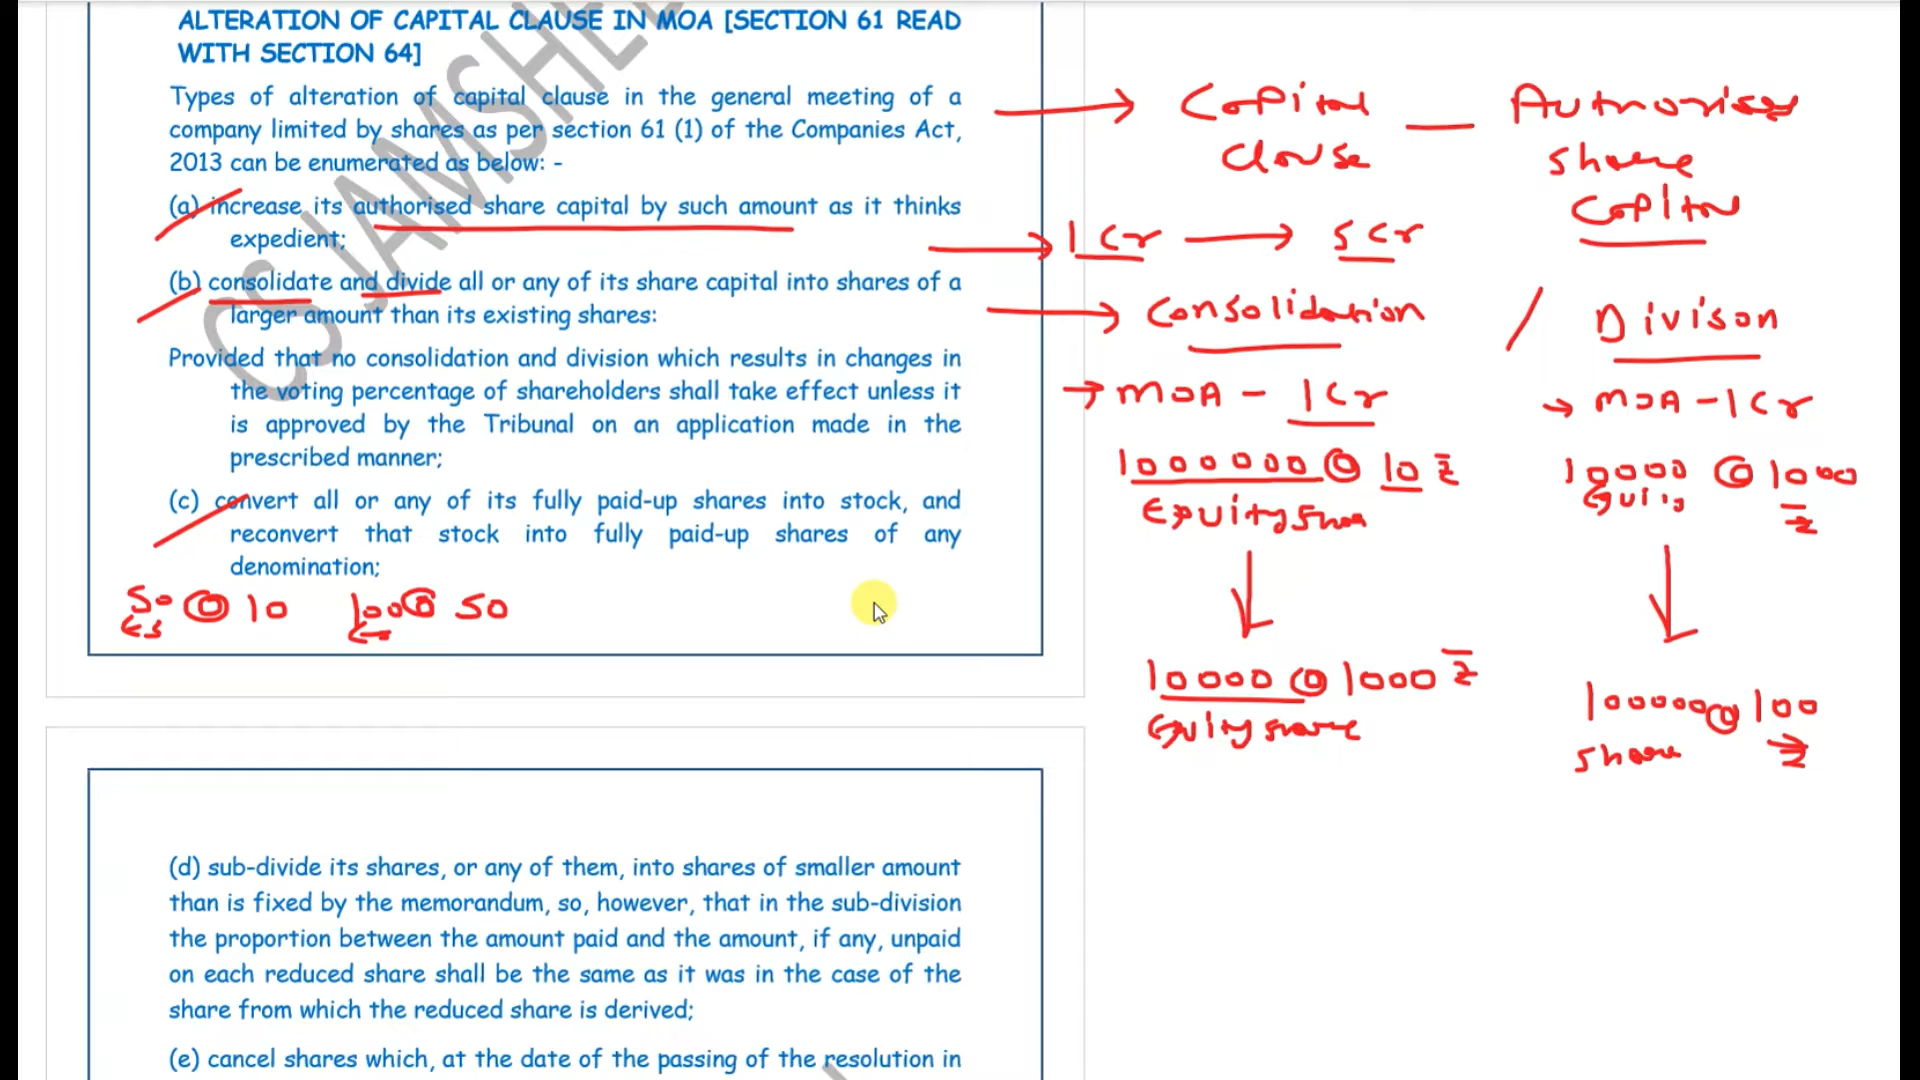 ALTERATION OF CAPITAL CLAUSE IN MOA [SECTION 61 READ
WITH SECTION 64]
Types of alteration of capital clause in the general meeting of a
company limited by shares as per section 61 (1) of the Companies Act,
2013 can be enumerated as below: -
(a) increase its authorised share capital by such amount as it thinks
expedient;
(b) consolidate and divide all or any of its share capital into shares of a
larger amount than its existing shares:
Provided that no consolidation and division which results in changes in
the voting percentage of shareholders shall take effect unless it
is approved by the Tribunal on an application made in the
prescribed manner;
(c) convert all or any of its fully paid-up shares into stock, and
reconvert that stock into fully paid-up shares of any
denomination;
50 @ 10 100 @ 50
ES
(d) sub-divide its shares, or any of them, into shares of smaller amount
than is fixed by the memorandum, so, however, that in the sub-division
the proportion between the amount paid and the amount, if any, unpaid
on each reduced share shall be the same as it was in the case of the
share from which the reduced share is derived;
(e) cancel shares which, at the date of the passing of the resolution in
CS JAMSHE
→ Capital Clause — Authorises Share Capital
→ 1 Cr → 5 Cr
→ Consolidation / Divison
→ MOA - 1 Cr
1000000 @ 10
Equity Shar
10000 @ 1000
Equity share
→ MOA - 1 Cr
10000 @ 1000
Equity
100000 @ 100
Share